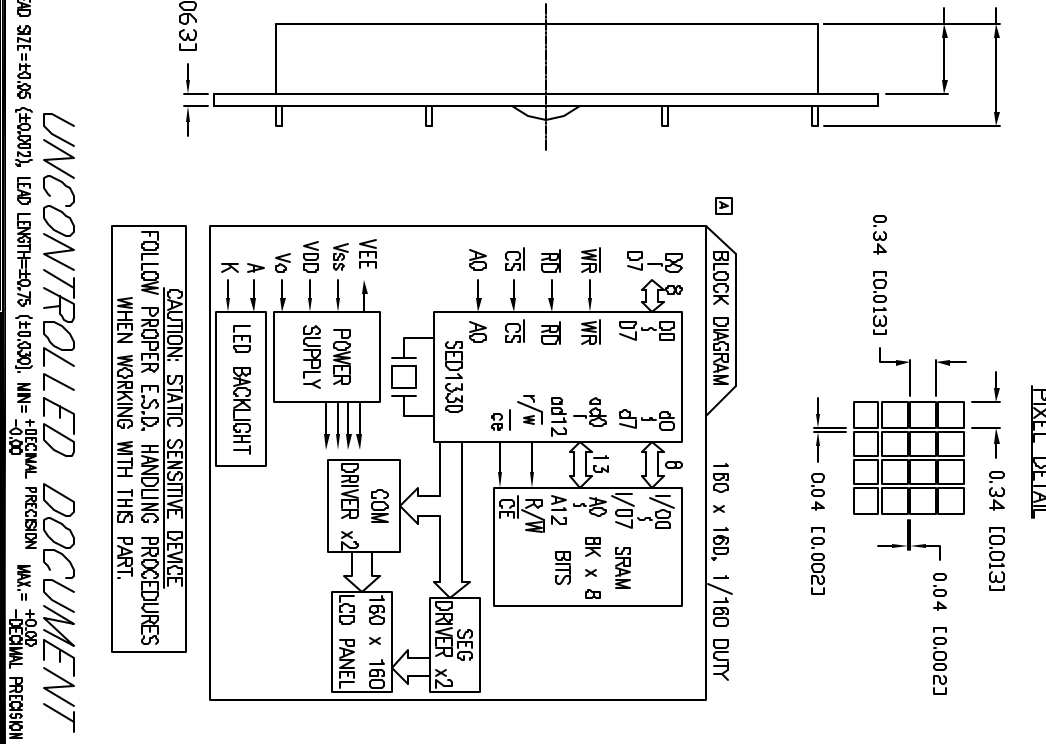 PIXEL DETAIL
0.34 [0.013]
0.34 [0.013]
0.04 [0.002]
0.04 [0.002]
063]
A
BLOCK DIAGRAM
160 x 160, 1/160 DUTY
D0
D7
8
WR
RD
CS
A0
D0
D7
WR
RD
CS
A0
SED1330
d0
d7
ad0
ad12
r/w
ce
8
13
I/O0
I/O7
A0
A12
R/W
CE
SRAM
8K x 8
BITS
VEE
Vss
VDD
Vo
POWER
SUPPLY
A
K
LED BACKLIGHT
COM
DRIVER x2
SEG
DRIVER x2
160 x 160
LCD PANEL
CAUTION: STATIC SENSITIVE DEVICE
FOLLOW PROPER E.S.D. HANDLING PROCEDURES
WHEN WORKING WITH THIS PART.
UNCONTROLLED DOCUMENT
AD SIZE=±0.05 (±0.002), LEAD LENGTH=±0.75 (±0.030), MIN= +DECIMAL PRECISION -0.00 MAX.= +0.00 -DECIMAL PRECISION